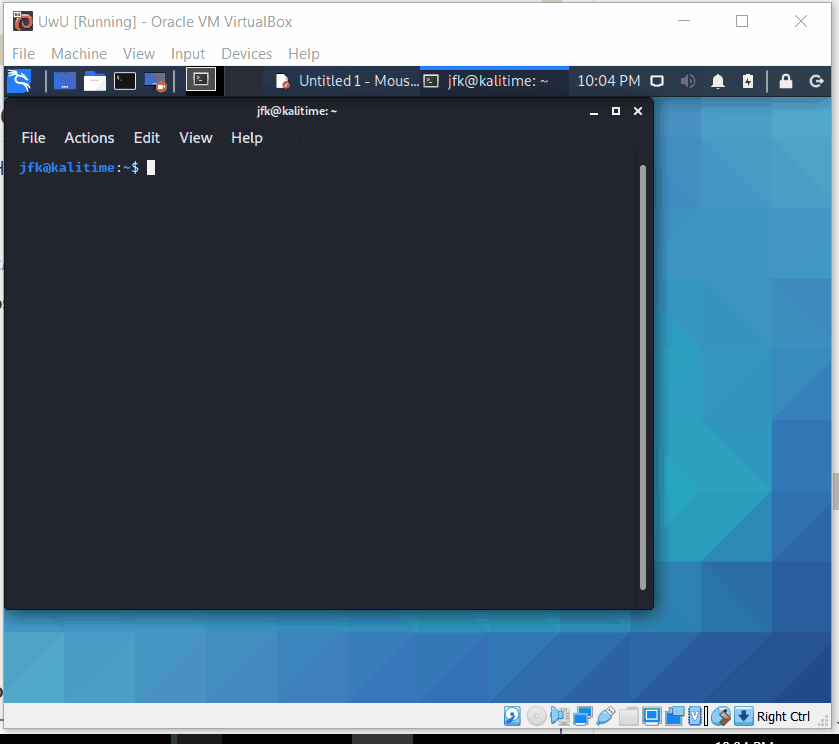 UwU [Running] - Oracle VM VirtualBox
File Machine View Input Devices Help
Untitled 1 - Mous... jfk@kalitime: ~ 10:04 PM
jfk@kalitime: ~
File Actions Edit View Help
jfk@kalitime:~$
Right Ctrl